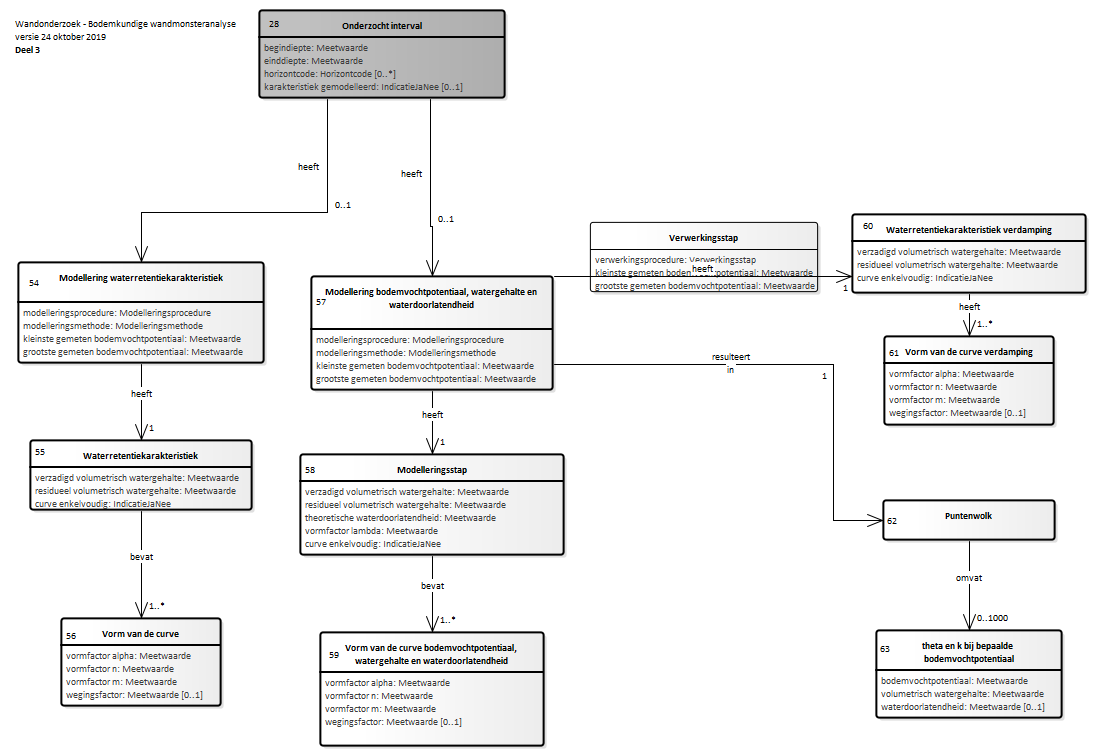 Wandonderzoek - Bodemkundige wandmonsteranalyse
versie 24 oktober 2019
Deel 3
28
Onderzocht interval
begindiepte: Meetwaarde
einddiepte: Meetwaarde
horizontcode: Horizontcode [0..*]
karakteristiek gemodelleerd: IndicatieJaNee [0..1]
heeft
0..1
heeft
0..1
54
Modellering waterretentiekarakteristiek
modelleringsprocedure: Modelleringsprocedure
modelleringsmethode: Modelleringsmethode
kleinste gemeten bodemvochtpotentiaal: Meetwaarde
grootste gemeten bodemvochtpotentiaal: Meetwaarde
heeft
1
55
Waterretentiekarakteristiek
verzadigd volumetrisch watergehalte: Meetwaarde
residueel volumetrisch watergehalte: Meetwaarde
curve enkelvoudig: IndicatieJaNee
bevat
1..*
56
Vorm van de curve
vormfactor alpha: Meetwaarde
vormfactor n: Meetwaarde
vormfactor m: Meetwaarde
wegingsfactor: Meetwaarde [0..1]
57
Modellering bodemvochtpotentiaal, watergehalte en
waterdoorlatendheid
modelleringsprocedure: Modelleringsprocedure
modelleringsmethode: Modelleringsmethode
kleinste gemeten bodemvochtpotentiaal: Meetwaarde
grootste gemeten bodemvochtpotentiaal: Meetwaarde
heeft
1
58
Modelleringsstap
verzadigd volumetrisch watergehalte: Meetwaarde
residueel volumetrisch watergehalte: Meetwaarde
theoretische waterdoorlatendheid: Meetwaarde
vormfactor lambda: Meetwaarde
curve enkelvoudig: IndicatieJaNee
bevat
1..*
59
Vorm van de curve bodemvochtpotentiaal,
watergehalte en waterdoorlatendheid
vormfactor alpha: Meetwaarde
vormfactor n: Meetwaarde
vormfactor m: Meetwaarde
wegingsfactor: Meetwaarde [0..1]
Verwerkingsstap
verwerkingsprocedure: Verwerkingsstap
kleinste gemeten bodemvochtpotentiaal: Meetwaarde
grootste gemeten bodemvochtpotentiaal: Meetwaarde
heeft
1
60
Waterretentiekarakteristiek verdamping
verzadigd volumetrisch watergehalte: Meetwaarde
residueel volumetrisch watergehalte: Meetwaarde
curve enkelvoudig: IndicatieJaNee
heeft
1..*
61
Vorm van de curve verdamping
vormfactor alpha: Meetwaarde
vormfactor n: Meetwaarde
vormfactor m: Meetwaarde
wegingsfactor: Meetwaarde [0..1]
resulteert
in
1
62
Puntenwolk
omvat
0..1000
63
theta en k bij bepaalde
bodemvochtpotentiaal
bodemvochtpotentiaal: Meetwaarde
volumetrisch watergehalte: Meetwaarde
waterdoorlatendheid: Meetwaarde [0..1]